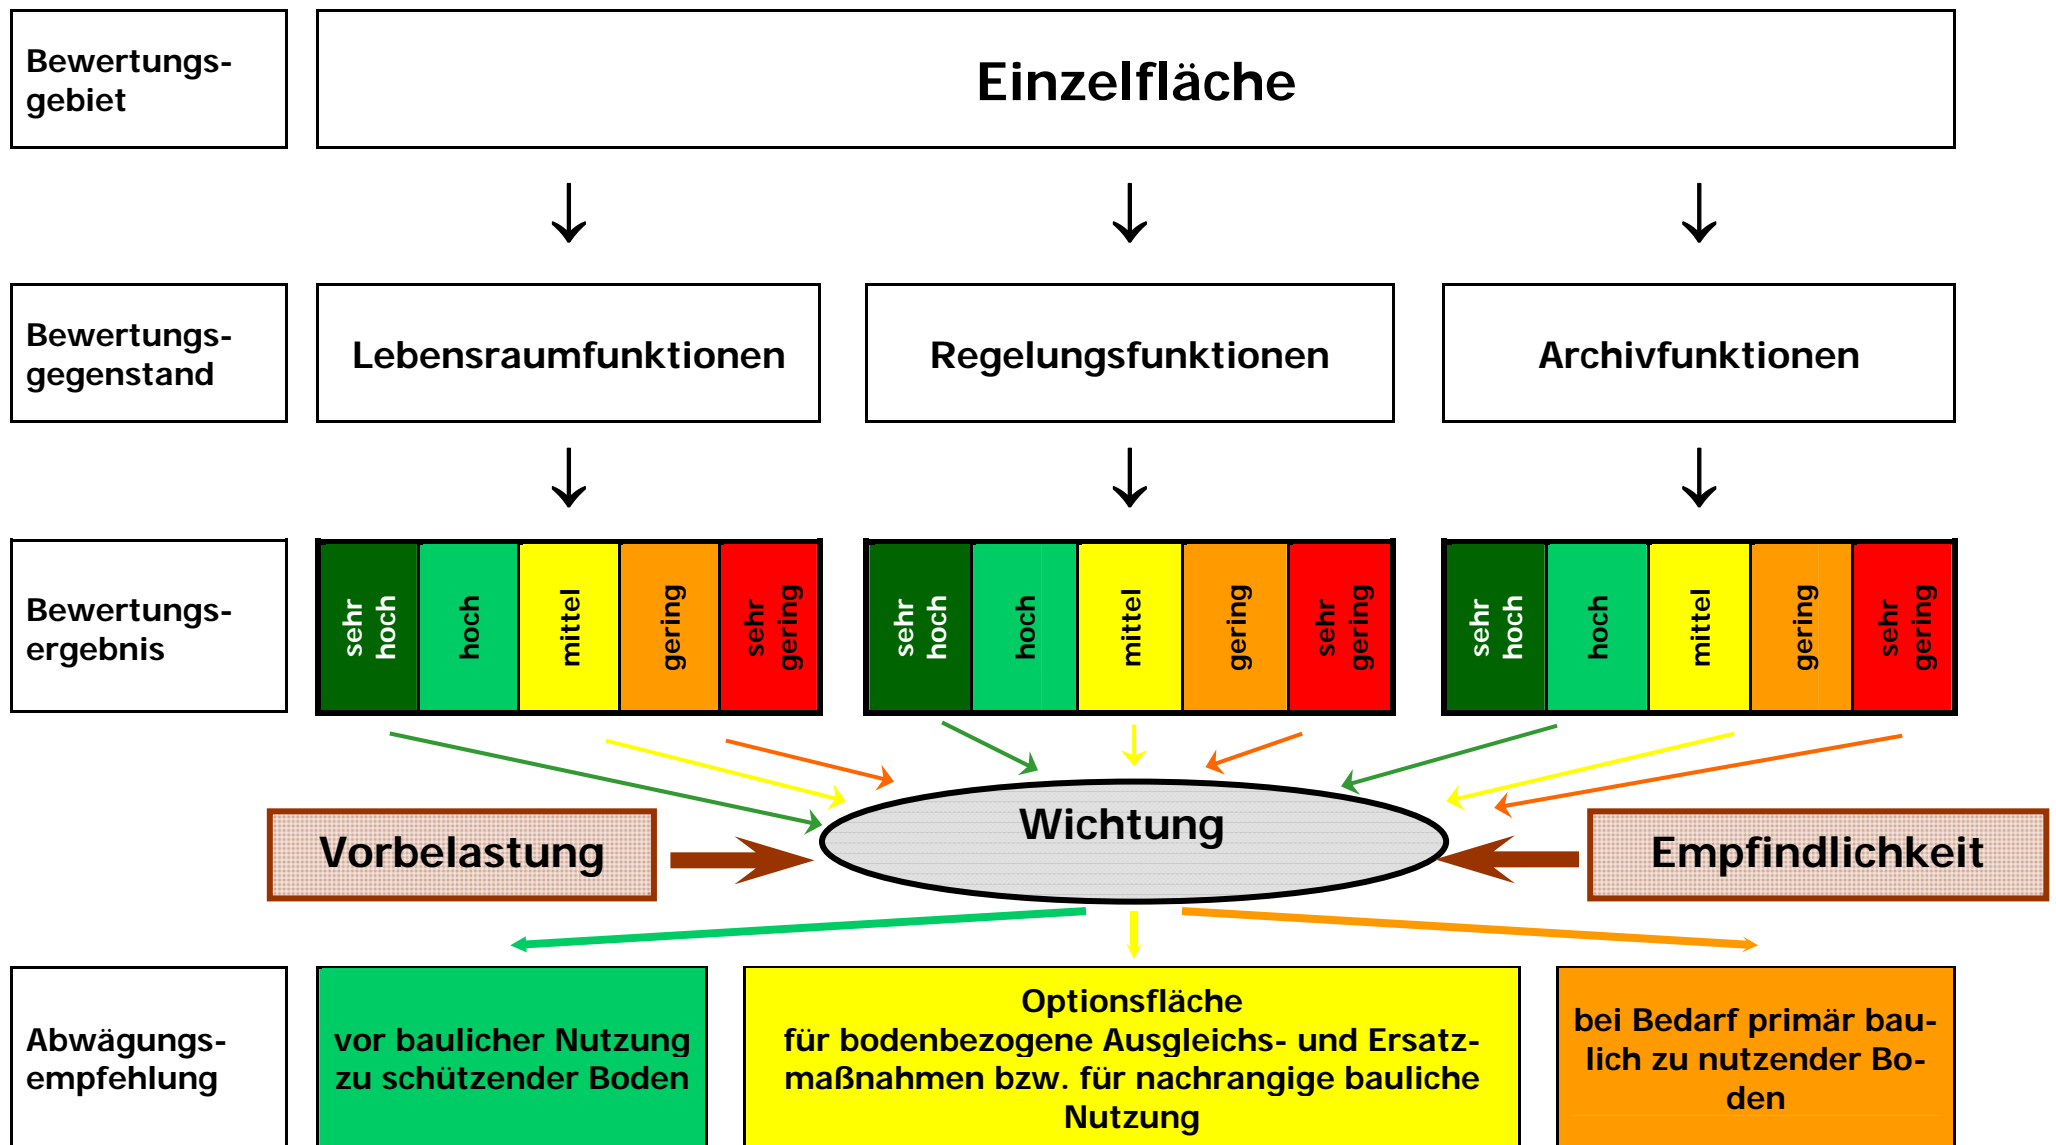 Bewertungs-
gebiet
Einzelfläche
Bewertungs-
gegenstand
Lebensraumfunktionen
Regelungsfunktionen
Archivfunktionen
Bewertungs-
ergebnis
sehr
hoch
hoch
mittel
gering
sehr
gering
sehr
hoch
hoch
mittel
gering
sehr
gering
sehr
hoch
hoch
mittel
gering
sehr
gering
Wichtung
Vorbelastung
Empfindlichkeit
Abwägungs-
empfehlung
vor baulicher Nutzung
zu schützender Boden
Optionsfläche
für bodenbezogene Ausgleichs- und Ersatz-
maßnahmen bzw. für nachrangige bauliche
Nutzung
bei Bedarf primär bau-
lich zu nutzender Bo-
den